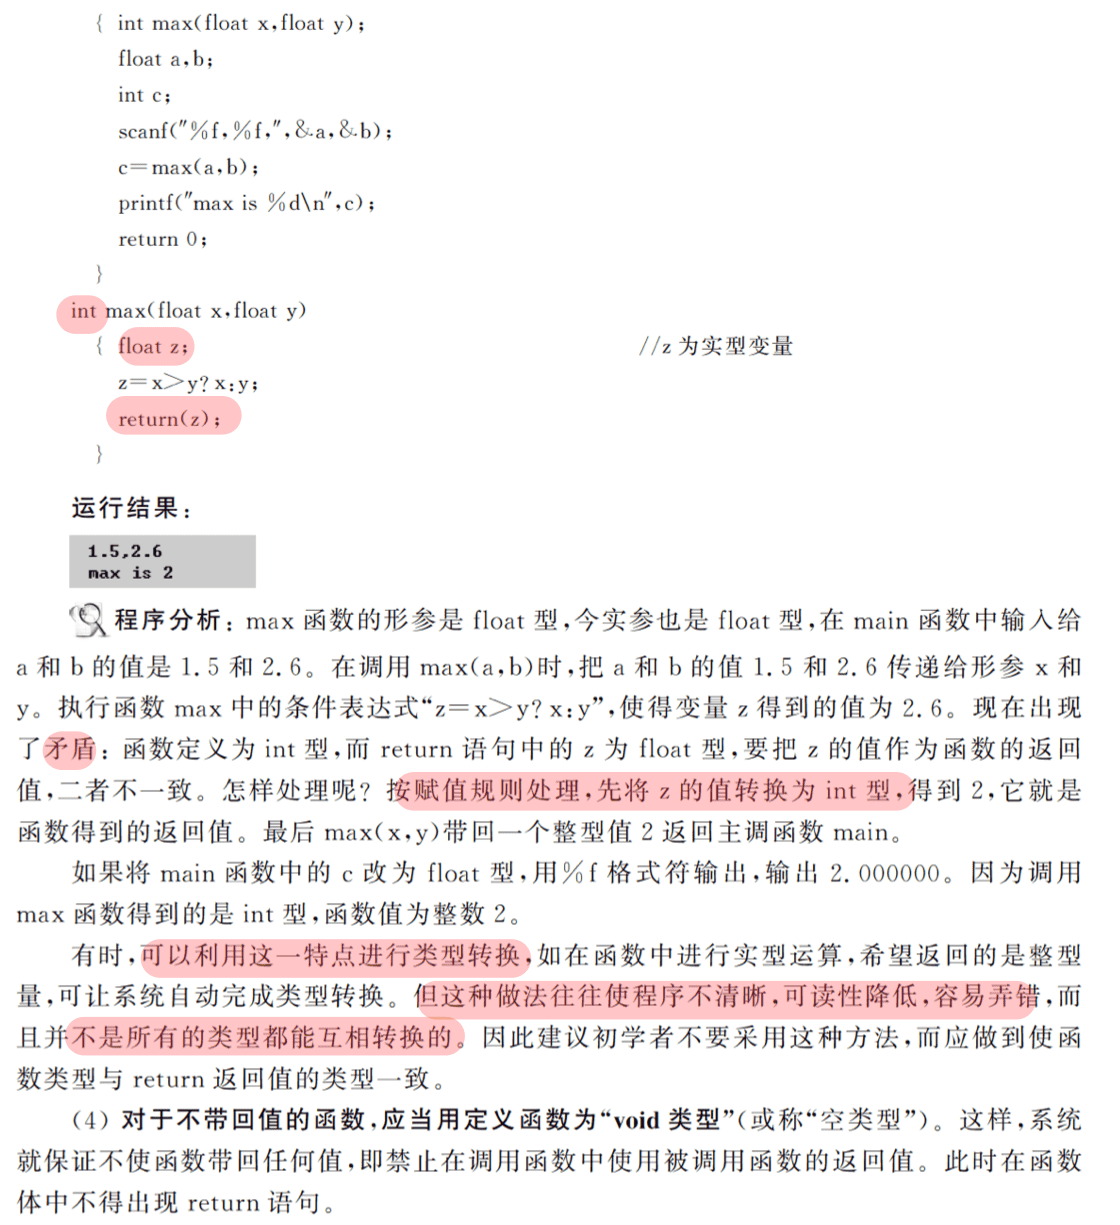 { int max(float x,float y);
float a,b;
int c;
scanf("%f,%f,",&a,&b);
c=max(a,b);
printf("max is %d\n",c);
return 0;
}
int max(float x,float y)
{ float z; //z 为实型变量
z=x>y? x:y;
return(z);
}
运行结果:
1.5,2.6
max is 2
程序分析: max 函数的形参是 float 型,今实参也是 float 型,在 main 函数中输入给
a 和 b 的值是 1.5 和 2.6。在调用 max(a,b)时,把 a 和 b 的值 1.5 和 2.6 传递给形参 x 和
y。执行函数 max 中的条件表达式“z=x>y? x:y”,使得变量 z 得到的值为 2.6。现在出现
了矛盾: 函数定义为 int 型,而 return 语句中的 z 为 float 型,要把 z 的值作为函数的返回
值,二者不一致。怎样处理呢? 按赋值规则处理,先将 z 的值转换为 int 型,得到 2,它就是
函数得到的返回值。最后 max(x,y)带回一个整型值 2 返回主调函数 main。
如果将 main 函数中的 c 改为 float 型,用%f 格式符输出,输出 2.000000。因为调用
max 函数得到的是 int 型,函数值为整数 2。
有时,可以利用这一特点进行类型转换,如在函数中进行实型运算,希望返回的是整型
量,可让系统自动完成类型转换。但这种做法往往使程序不清晰,可读性降低,容易弄错,而
且并不是所有的类型都能互相转换的。因此建议初学者不要采用这种方法,而应做到使函
数类型与 return 返回值的类型一致。
(4) 对于不带回值的函数,应当用定义函数为“void 类型”(或称“空类型”)。这样,系统
就保证不使函数带回任何值,即禁止在调用函数中使用被调用函数的返回值。此时在函数
体中不得出现 return 语句。